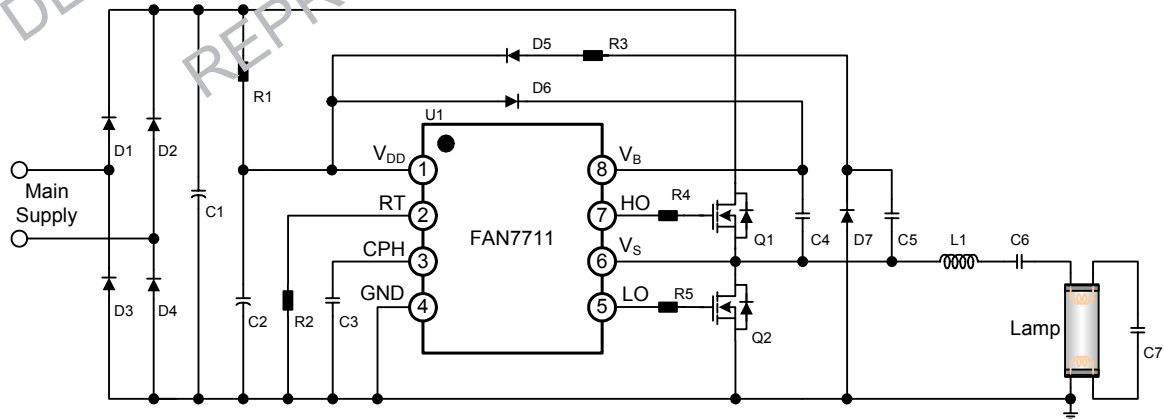 DE
REPR
D5
R3
D6
R1
U1
D1
D2
Main
Supply
C1
VDD
1
RT
2
CPH
3
GND
4
FAN7711
VB
8
HO
7
VS
6
LO
5
R4
R5
Q1
Q2
C4
D7
C5
L1
C6
Lamp
C7
D3
D4
C2
R2
C3